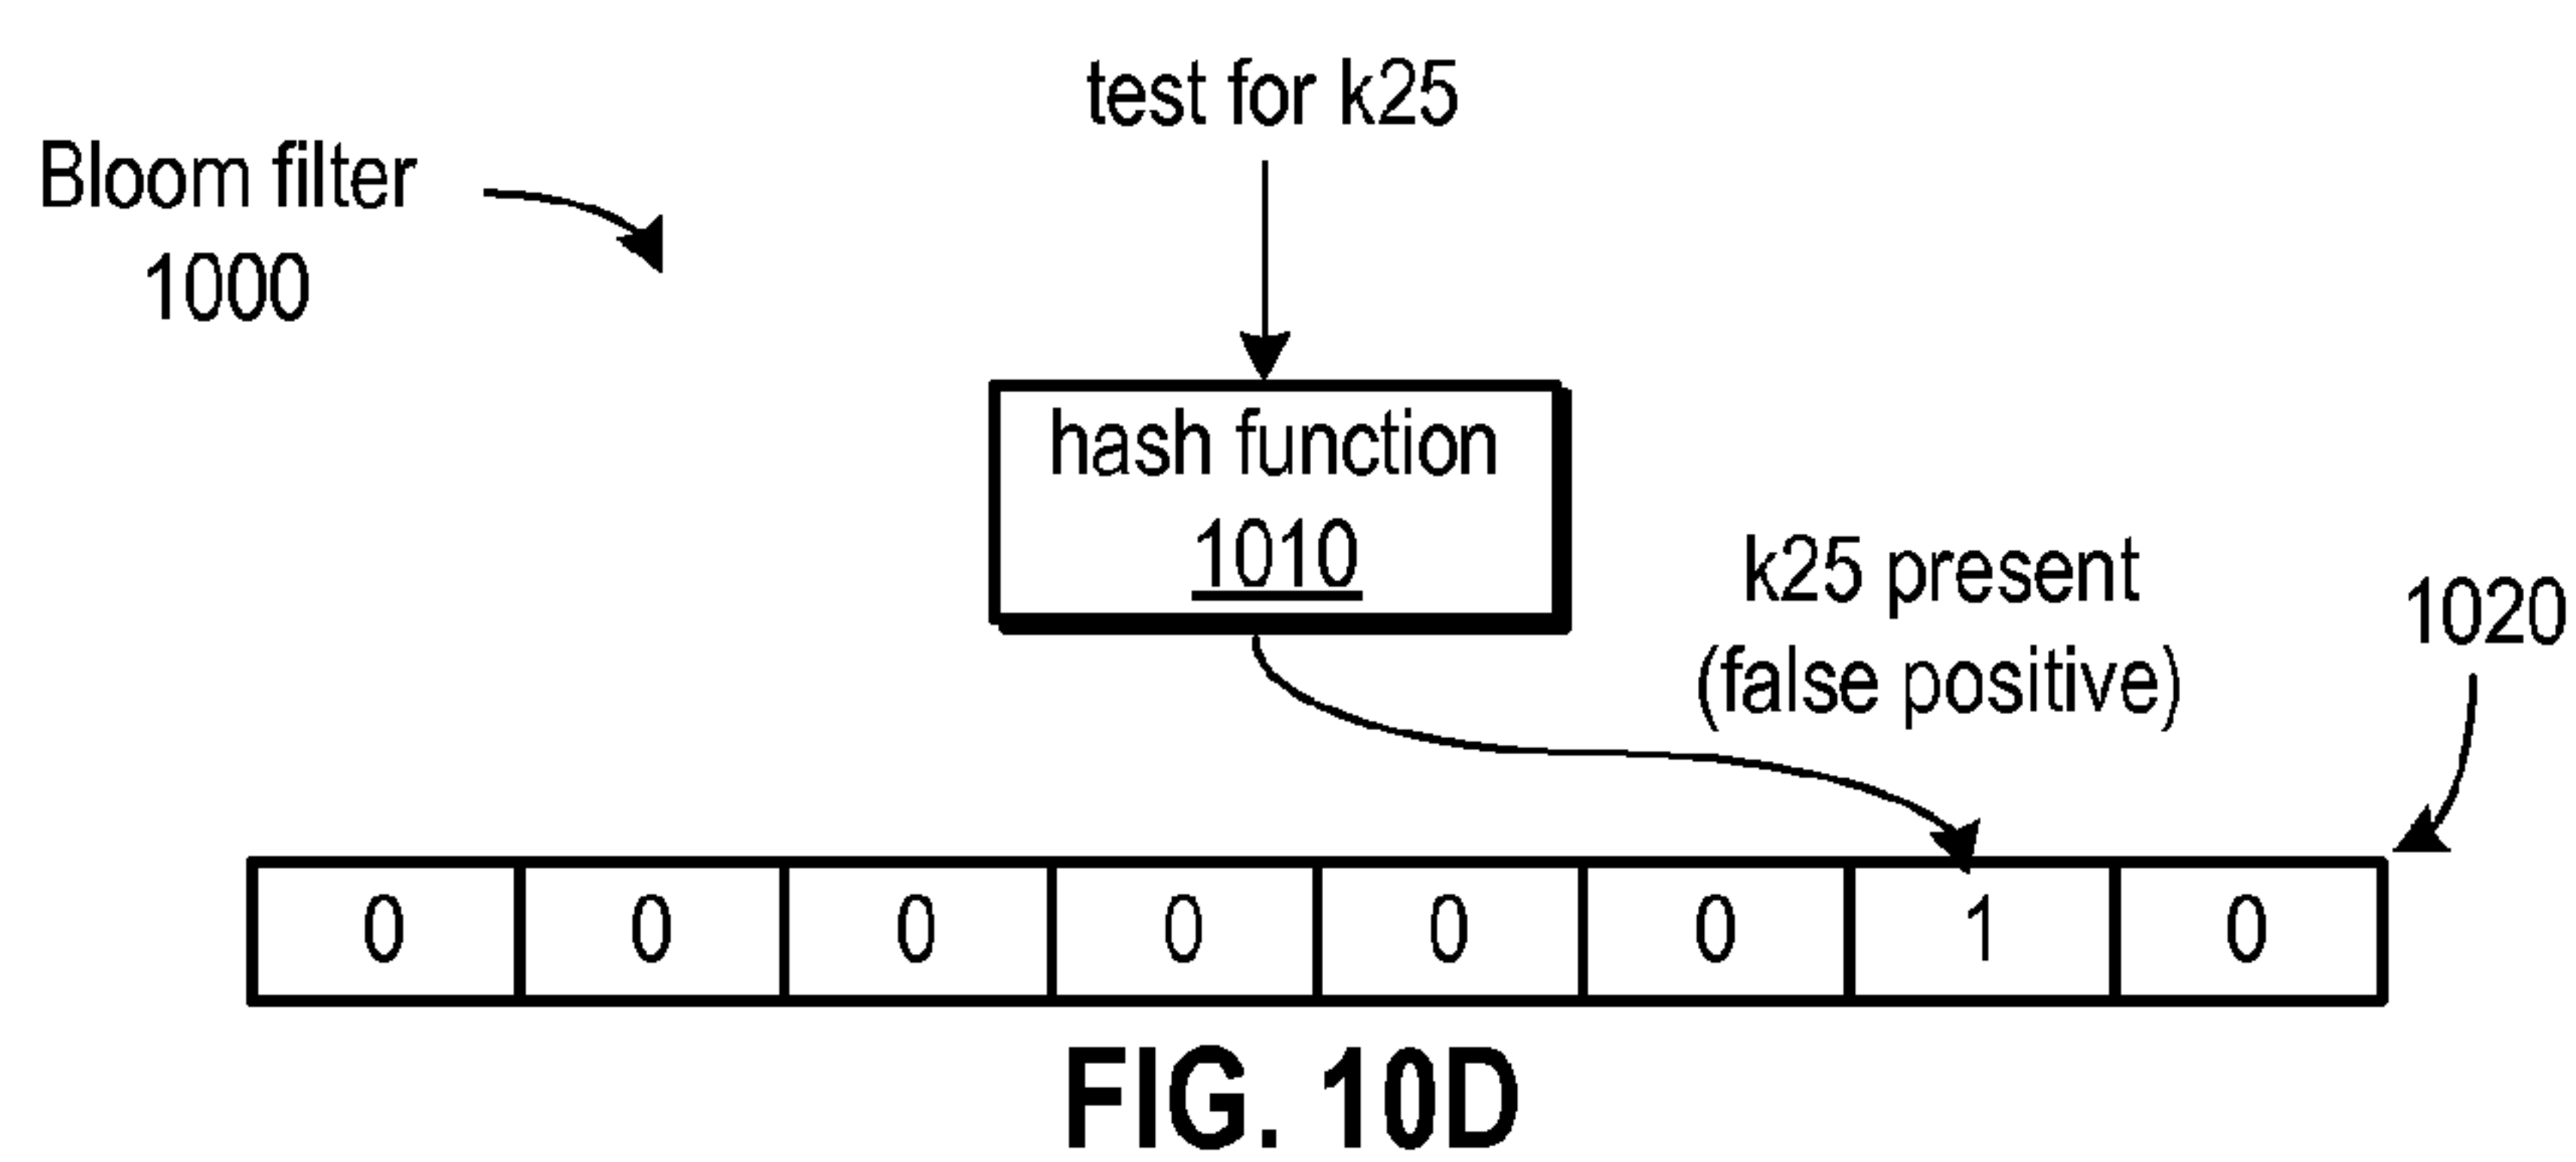 test for k25
Bloom filter
1000
hash function
1010
k25 present
(false positive)
1020
0 0 0 0 0 0 1 0
FIG. 10D